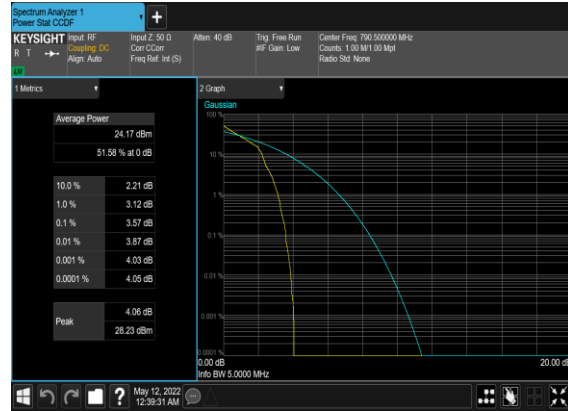 Spectrum Analyzer 1
Power Stat CCDF
KEYSIGHT
R T
LM
Input: RF
Coupling: DC
Align: Auto
Input Z: 50 Ω
Corr CCorr
Freq Ref: Int (S)
Atten: 40 dB
Trig: Free Run
#IF Gain: Low
Center Freq: 790.500000 MHz
Counts: 1.00 M/1.00 Mpt
Radio Std: None
1 Metrics
Average Power
24.17 dBm
51.58 % at 0 dB
10.0 % 2.21 dB
1.0 % 3.12 dB
0.1 % 3.57 dB
0.01 % 3.87 dB
0.001 % 4.03 dB
0.0001 % 4.05 dB
Peak
4.06 dB
28.23 dBm
2 Graph
Gaussian
100 %
10 %
1 %
0.1 %
0.01 %
0.001 %
0.0001 %
0.00 dB 20.00 dB
Info BW 5.0000 MHz
? May 12, 2022
12:39:31 AM